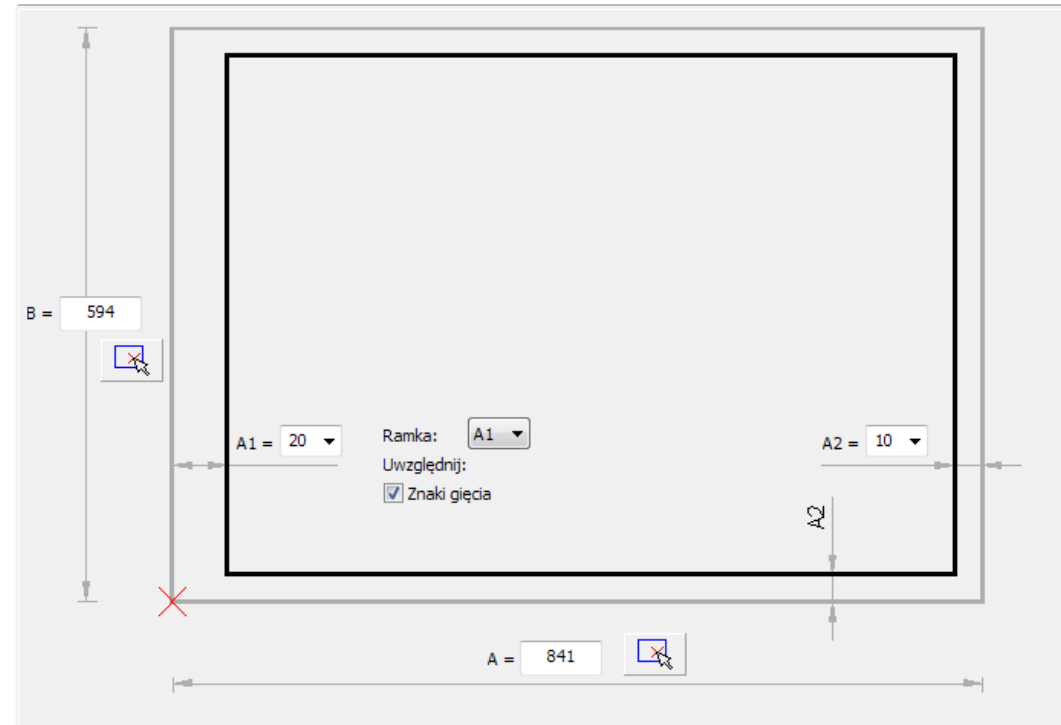 B = 594
A1 = 20
Ramka: A1
A2 = 10
Uwzględnij:
Znaki gięcia
A2
A = 841